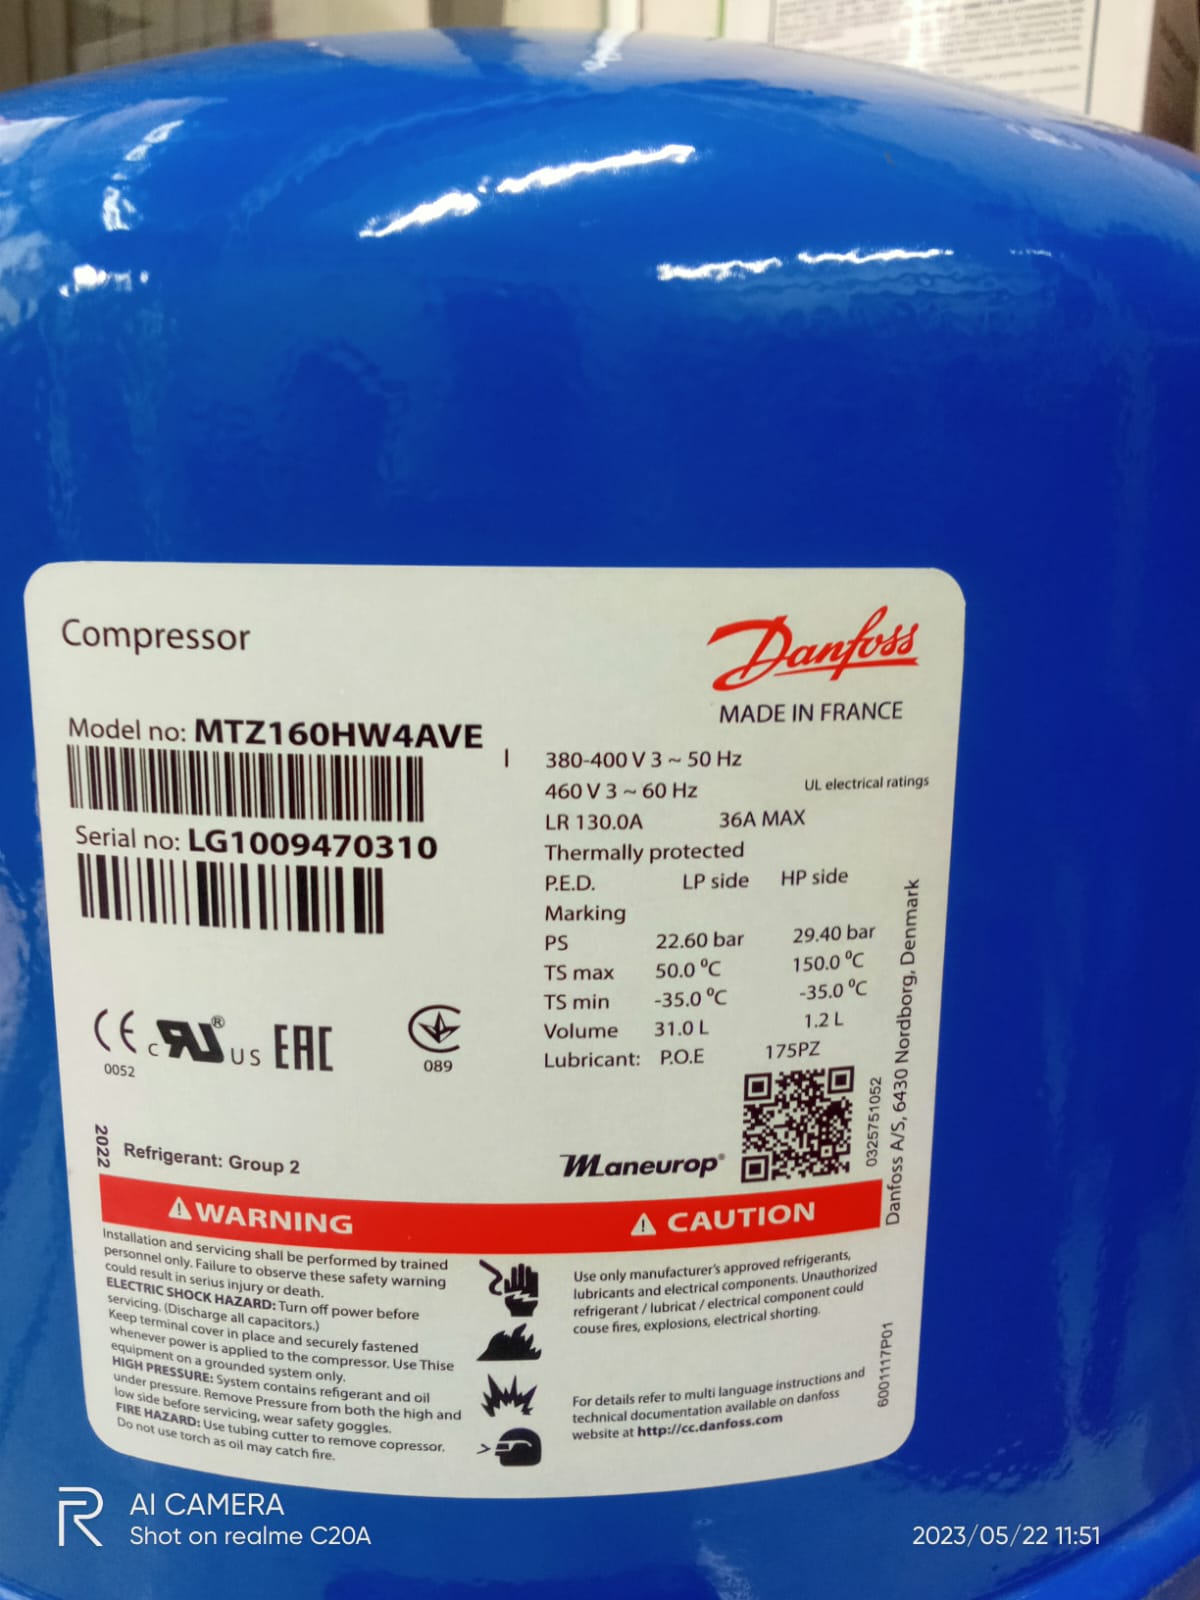 Compressor
Danfoss
MADE IN FRANCE
Model no: MTZ160HW4AVE
Serial no: LG1009470310
I
380-400 V 3 ~ 50 Hz
460 V 3 ~ 60 Hz
UL electrical ratings
LR 130.0A 36A MAX
Thermally protected
P.E.D. LP side HP side
Marking
PS 22.60 bar 29.40 bar
TS max 50.0 ⁰C 150.0 ⁰C
TS min -35.0 ⁰C -35.0 ⁰C
Volume 31.0 L 1.2 L
Lubricant: P.O.E 175PZ
CE
0052
c RU ® US
EAC
089
2022
Refrigerant: Group 2
Maneurop®
0325751052
Danfoss A/S, 6430 Nordborg, Denmark
WARNING
Installation and servicing shall be performed by trained
personnel only. Failure to observe these safety warning
could result in serius injury or death.
ELECTRIC SHOCK HAZARD: Turn off power before
servicing. (Discharge all capacitors.)
Keep terminal cover in place and securely fastened
whenever power is applied to the compressor. Use Thise
equipment on a grounded system only.
HIGH PRESSURE: System contains refigerant and oil
under pressure. Remove Pressure from both the high and
low side before servicing, wear safety goggles.
FIRE HAZARD: Use tubing cutter to remove copressor.
Do not use torch as oil may catch fire.
CAUTION
Use only manufacturer's approved refrigerants,
lubricants and electrical components. Unauthorized
refrigerant / lubricat / electrical component could
couse fires, explosions, electrical shorting.
For details refer to multi language instructions and
technical documentation available on danfoss
website at http://cc.danfoss.com
6001117P01
R
AI CAMERA
Shot on realme C20A
2023/05/22 11:51